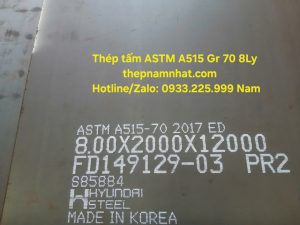 Thép tấm ASTM A515 Gr 70 8Ly
thepnamnhat.com
Hotline/Zalo: 0933.225.999 Nam
ASTM A515-70 2017 ED
8.00X2000X12000
FD149129-03 PR2
S85884
HYUNDAI
STEEL
MADE IN KOREA